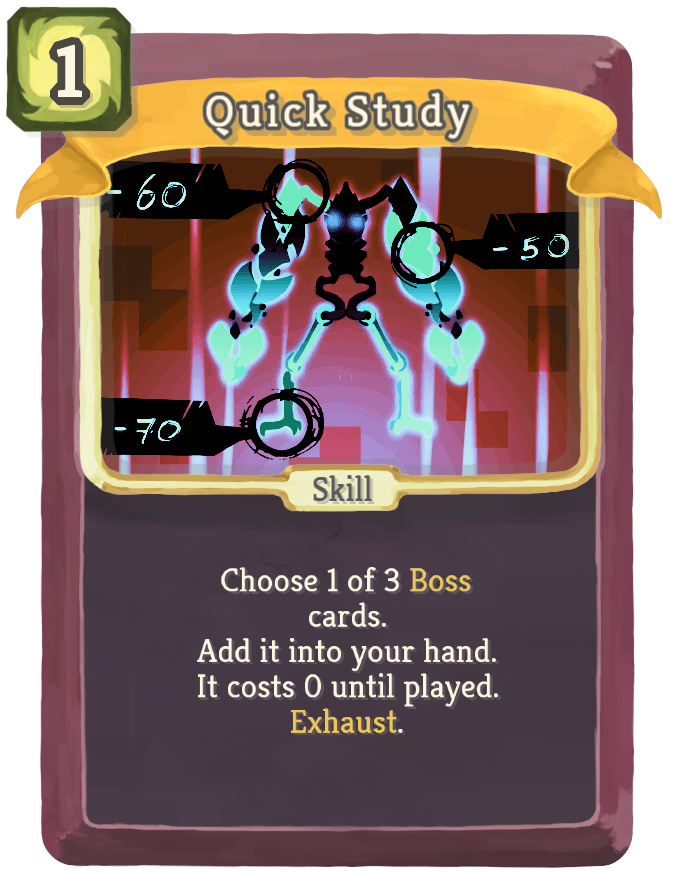 1
Quick Study
-60
-50
-70
Skill
Choose 1 of 3 Boss
cards.
Add it into your hand.
It costs 0 until played.
Exhaust.